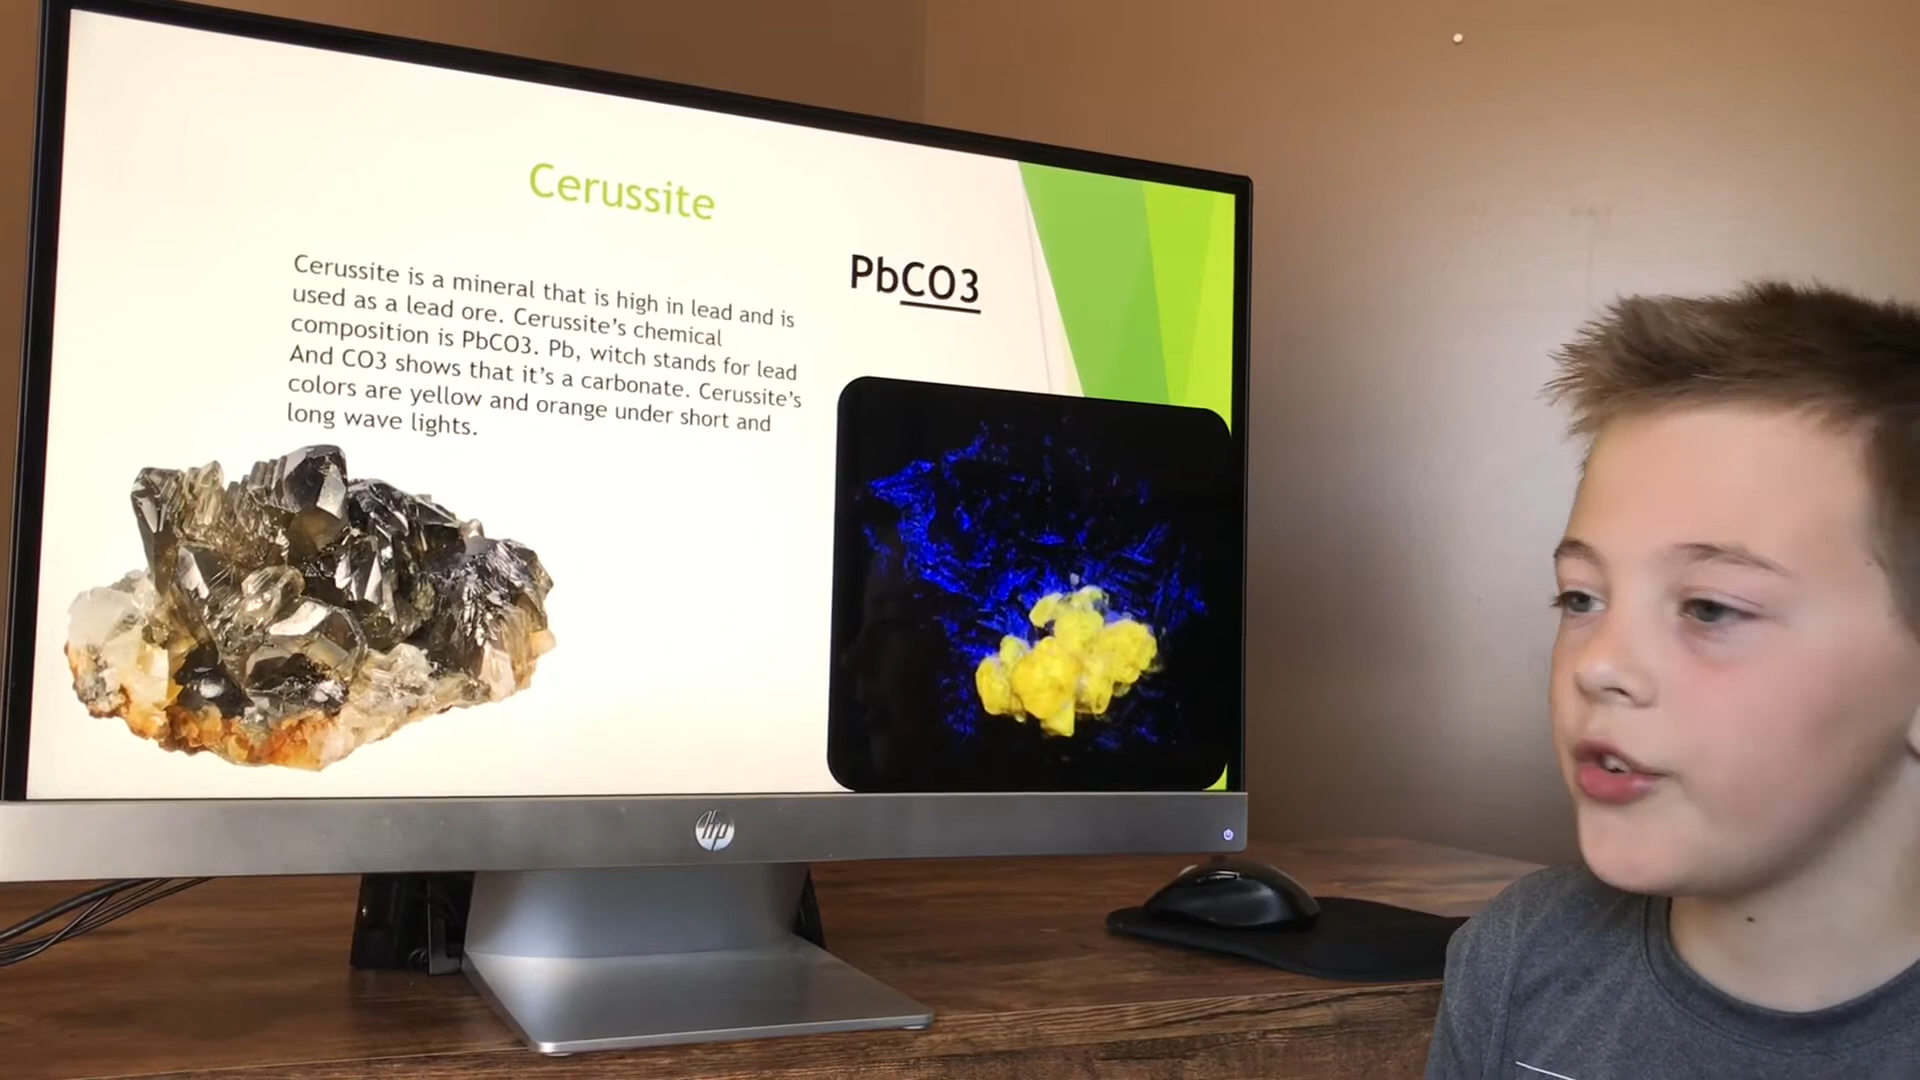 Cerussite
Cerussite is a mineral that is high in lead and is
used as a lead ore. Cerussite’s chemical
composition is PbCO3. Pb, witch stands for lead
And CO3 shows that it’s a carbonate. Cerussite’s
colors are yellow and orange under short and
long wave lights.
PbCO3
hp